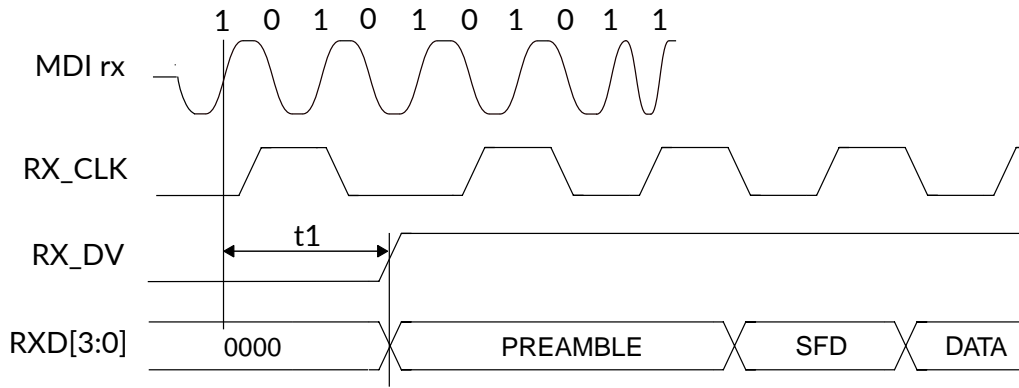 1 0 1 0 1 0 1 0 1 1
MDI rx
RX_CLK
t1
RX_DV
RXD[3:0] 0000 PREAMBLE SFD DATA